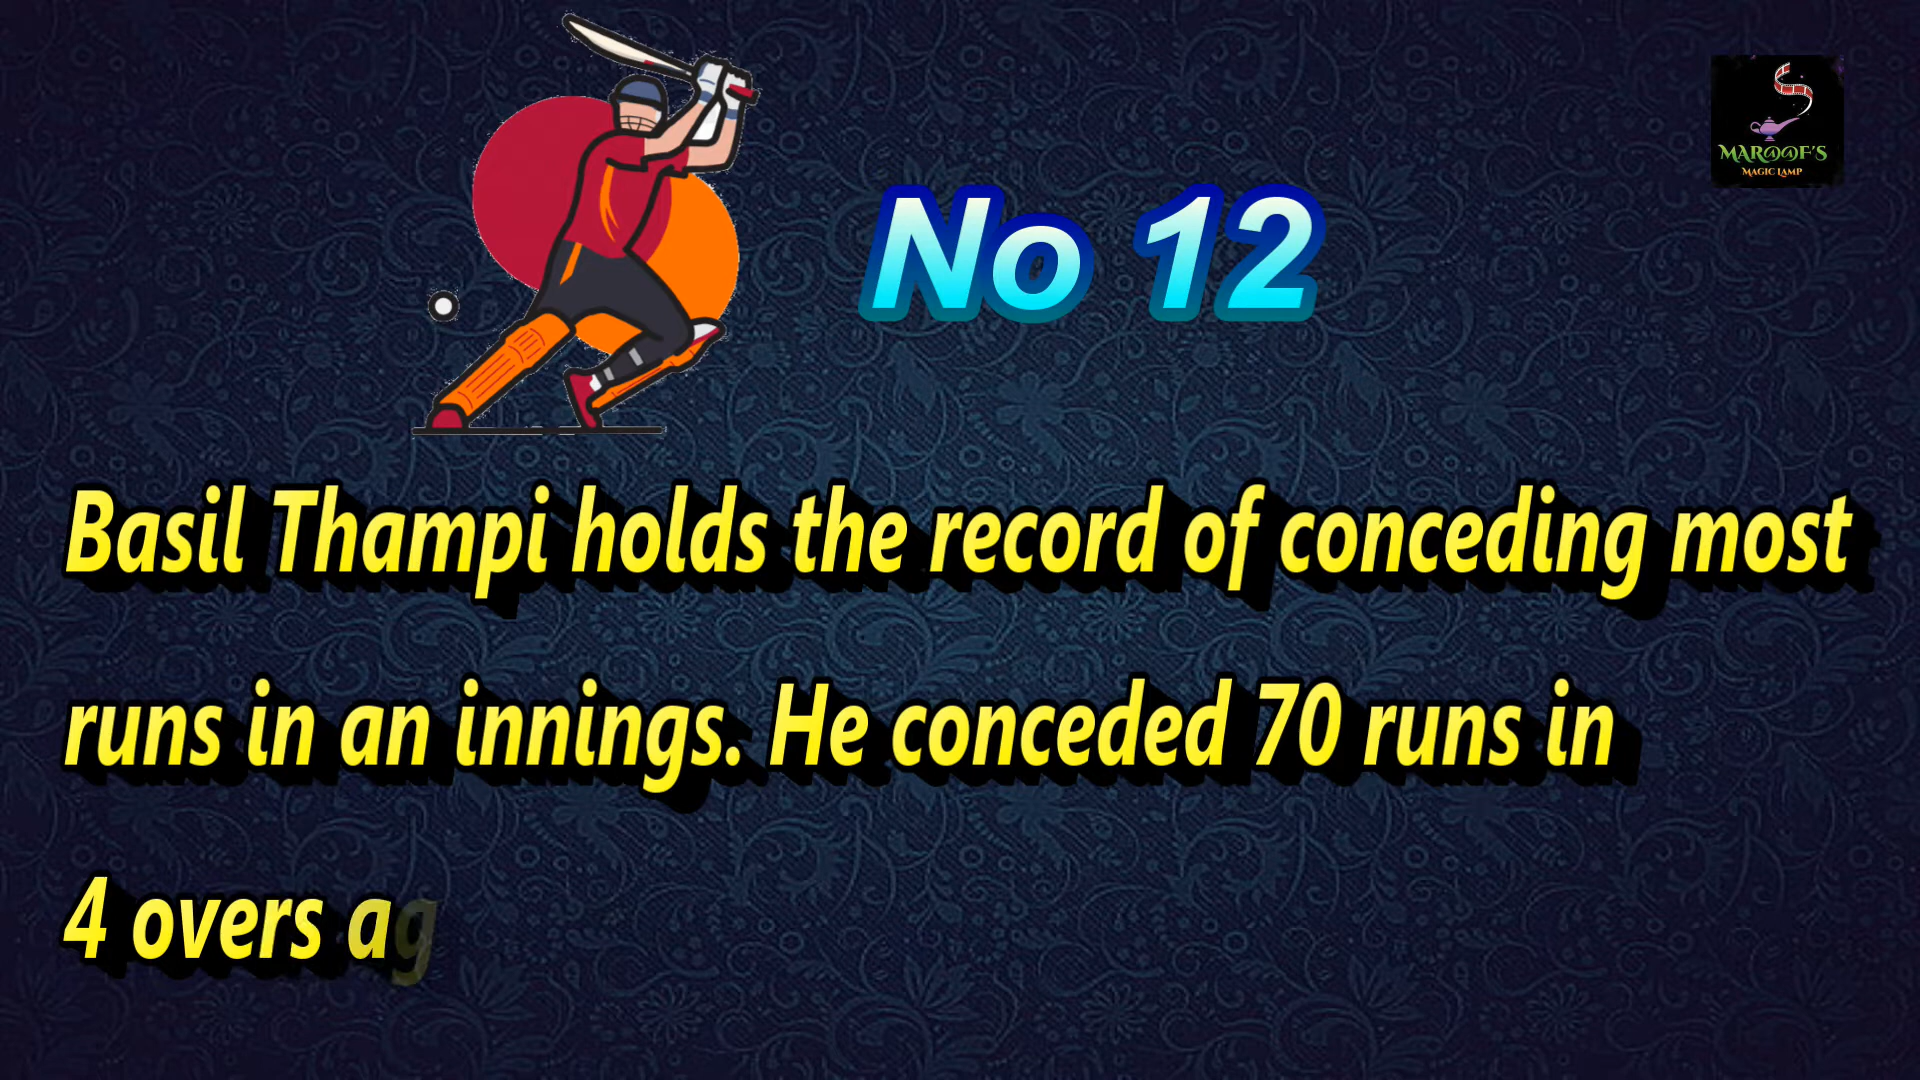 MAR@@F'S
MAGIC LAMP
No 12
Basil Thampi holds the record of conceding most
runs in an innings. He conceded 70 runs in
4 overs ag